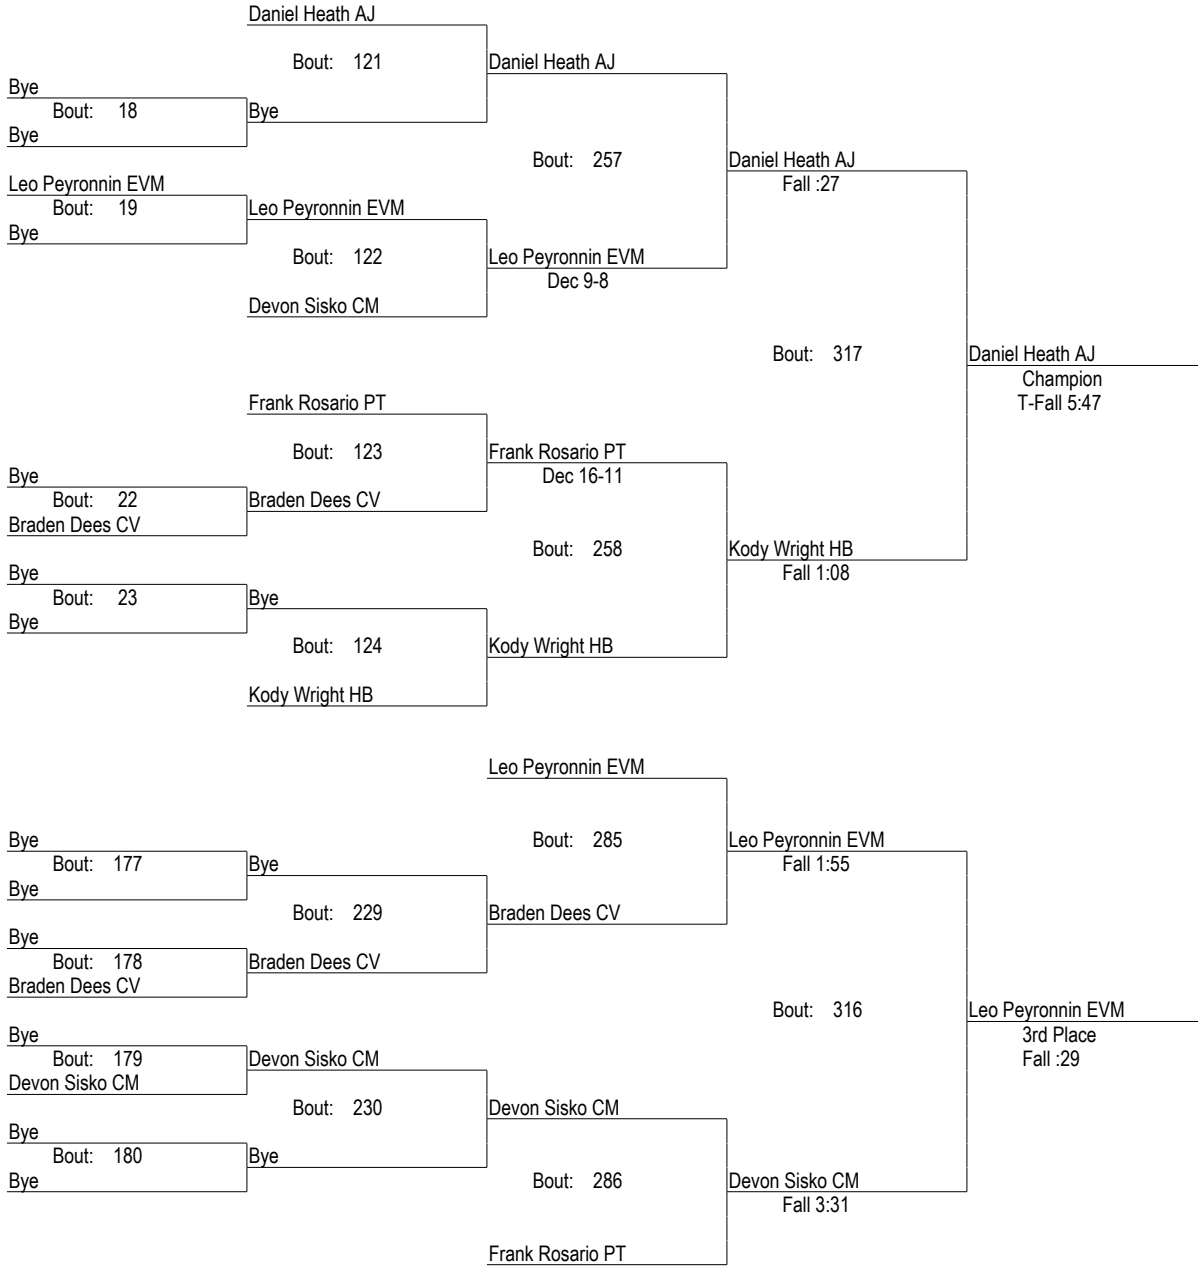 Daniel Heath AJ
Bout: 121
Daniel Heath AJ
Bye
Bout: 18
Bye
Bye
Bout: 257
Daniel Heath AJ
Fall :27
Leo Peyronnin EVM
Bout: 19
Leo Peyronnin EVM
Bye
Bout: 122
Leo Peyronnin EVM
Dec 9-8
Devon Sisko CM
Bout: 317
Daniel Heath AJ
Champion
T-Fall 5:47
Frank Rosario PT
Bout: 123
Frank Rosario PT
Dec 16-11
Bye
Bout: 22
Braden Dees CV
Braden Dees CV
Bout: 258
Kody Wright HB
Fall 1:08
Bye
Bout: 23
Bye
Bye
Bout: 124
Kody Wright HB
Kody Wright HB
Leo Peyronnin EVM
Bout: 285
Leo Peyronnin EVM
Fall 1:55
Bye
Bout: 177
Bye
Bye
Bout: 229
Braden Dees CV
Bye
Bout: 178
Braden Dees CV
Braden Dees CV
Bout: 316
Leo Peyronnin EVM
3rd Place
Fall :29
Bye
Bout: 179
Devon Sisko CM
Devon Sisko CM
Bout: 230
Devon Sisko CM
Bye
Bout: 180
Bye
Bye
Bout: 286
Devon Sisko CM
Fall 3:31
Frank Rosario PT